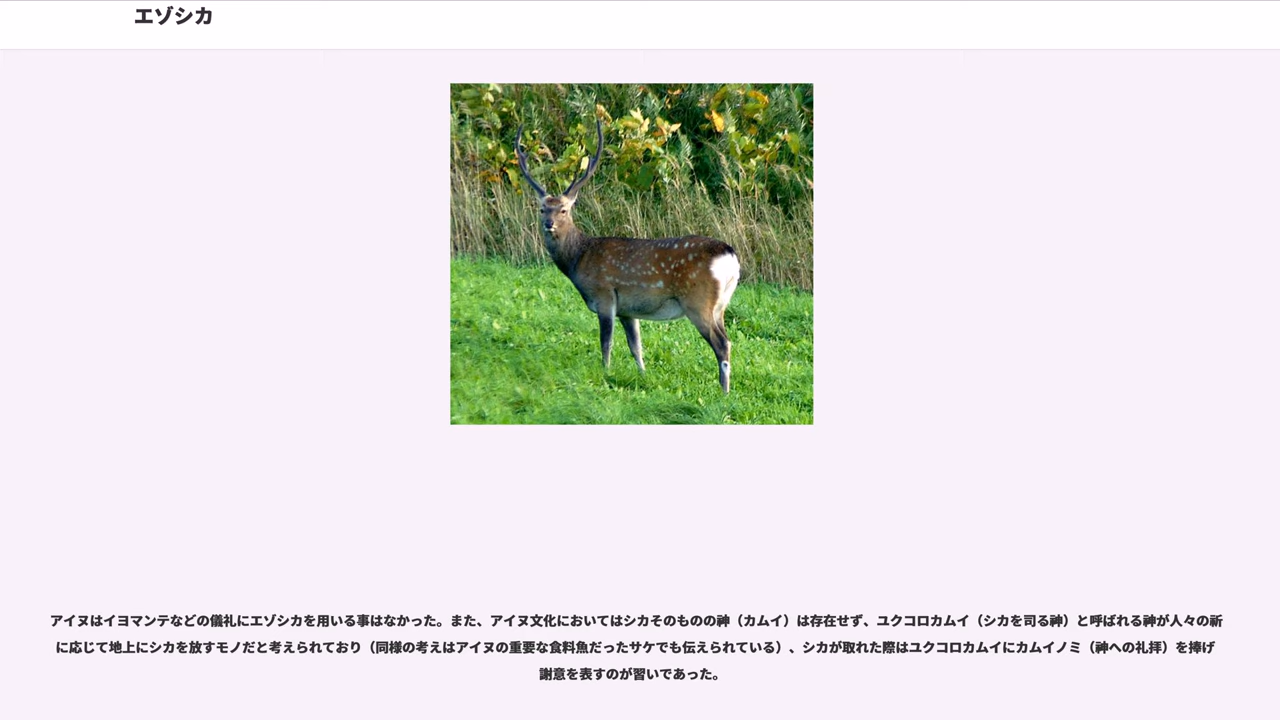 エゾシカ
アイヌはイヨマンテなどの儀礼にエゾシカを用いる事はなかった。また、アイヌ文化においてはシカそのものの神（カムイ）は存在せず、ユクコロカムイ（シカを司る神）と呼ばれる神が人々の祈
に応じて地上にシカを放すモノだと考えられており（同様の考えはアイヌの重要な食料魚だったサケでも伝えられている）、シカが取れた際はユクコロカムイにカムイノミ（神への礼拝）を捧げ
謝意を表すのが習いであった。